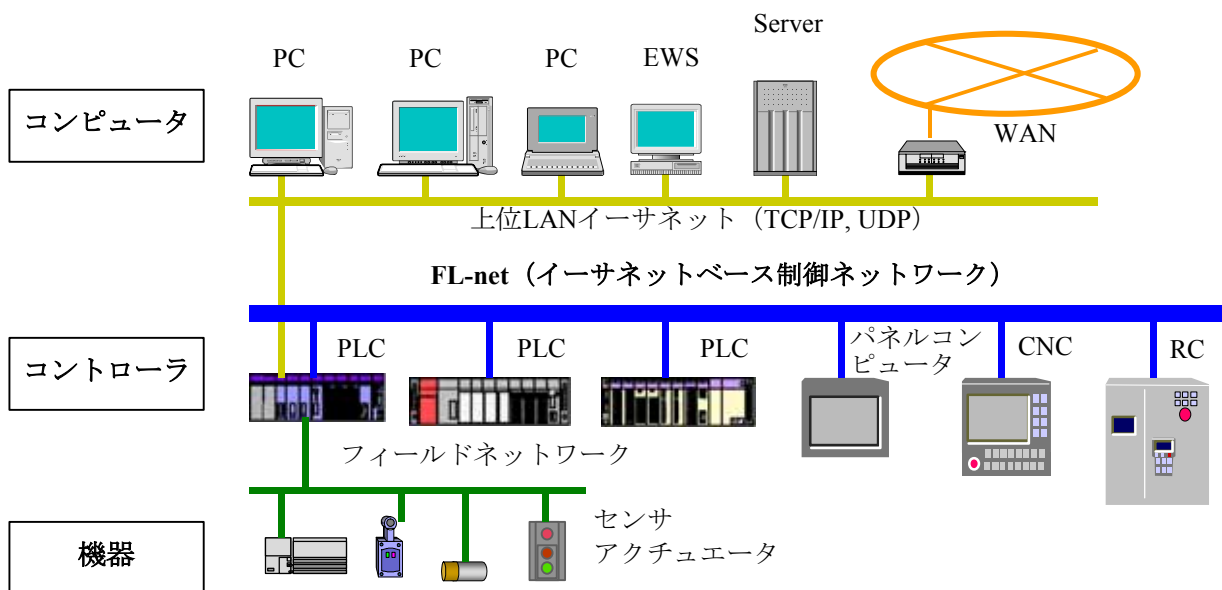 Server
PC
PC
PC
EWS
コンピュータ
WAN
上位LANイーサネット（TCP/IP, UDP）
FL-net（イーサネットベース制御ネットワーク）
コントローラ
PLC
PLC
PLC
パネルコン
ピュータ
CNC
RC
フィールドネットワーク
機器
センサ
アクチュエータ